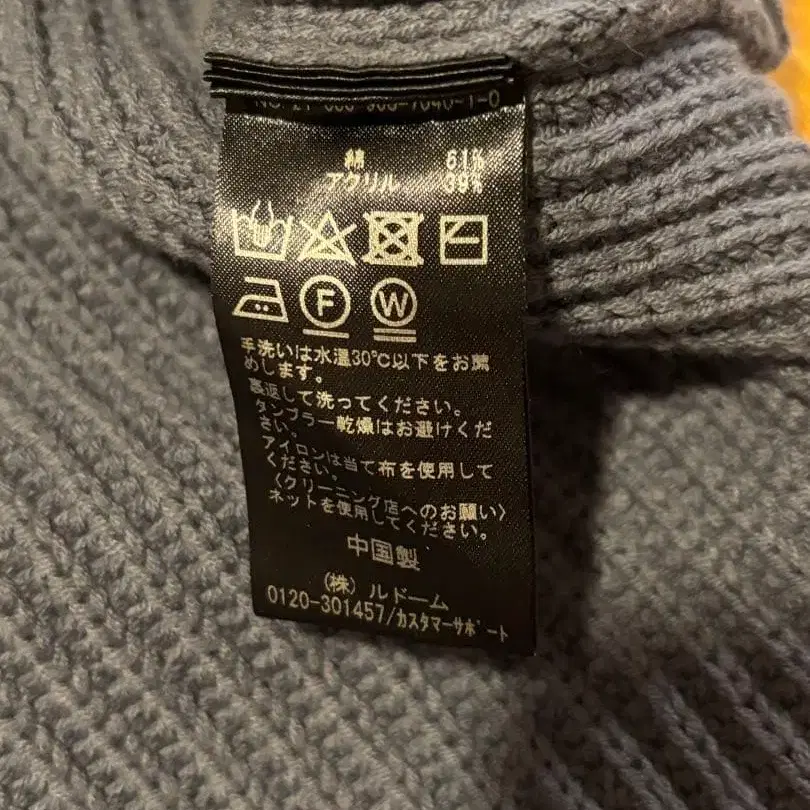 綿 61%
アクリル 39%
F W
手洗いは水温30℃以下をお薦
めします。
裏返して洗ってください。
タンブラー乾燥はお避けくだ
さい。
アイロンは当て布を使用して
ください。
〈クリーニング店へのお願い〉
ネットを使用してください。
中国製
(株) ルドーム
0120-301457/カスタマーサポート